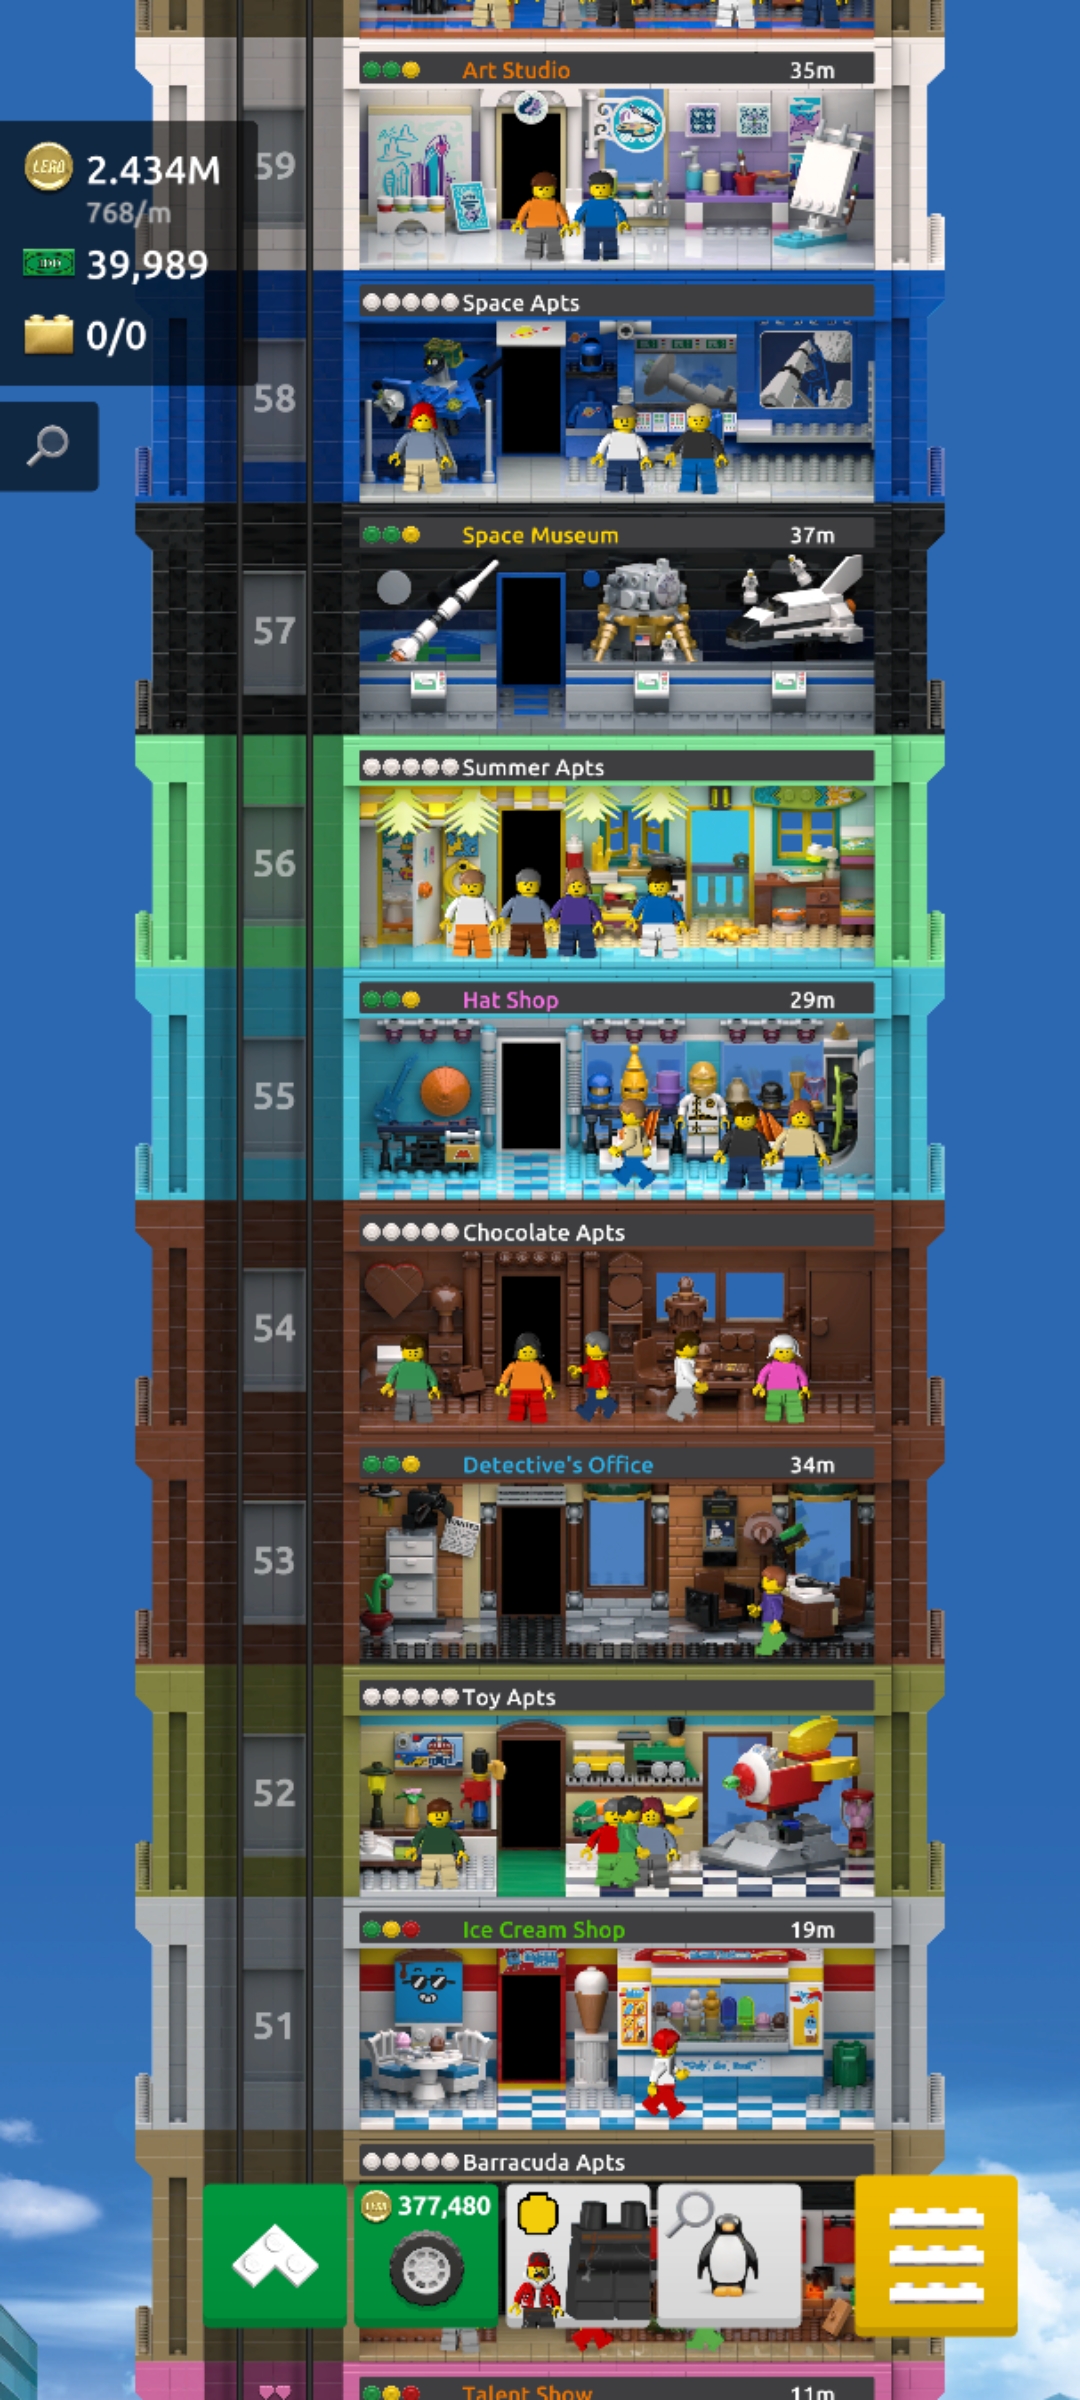 Art Studio 35m
59
LEGO 2.434M
768/m
39,989
0/0
Space Apts
58
Space Museum 37m
57
Summer Apts
56
Hat Shop 29m
55
Chocolate Apts
54
Detective's Office 34m
53
WANTED
Toy Apts
52
Ice Cream Shop 19m
51
Barracuda Apts
377,480
Talent Show 11m